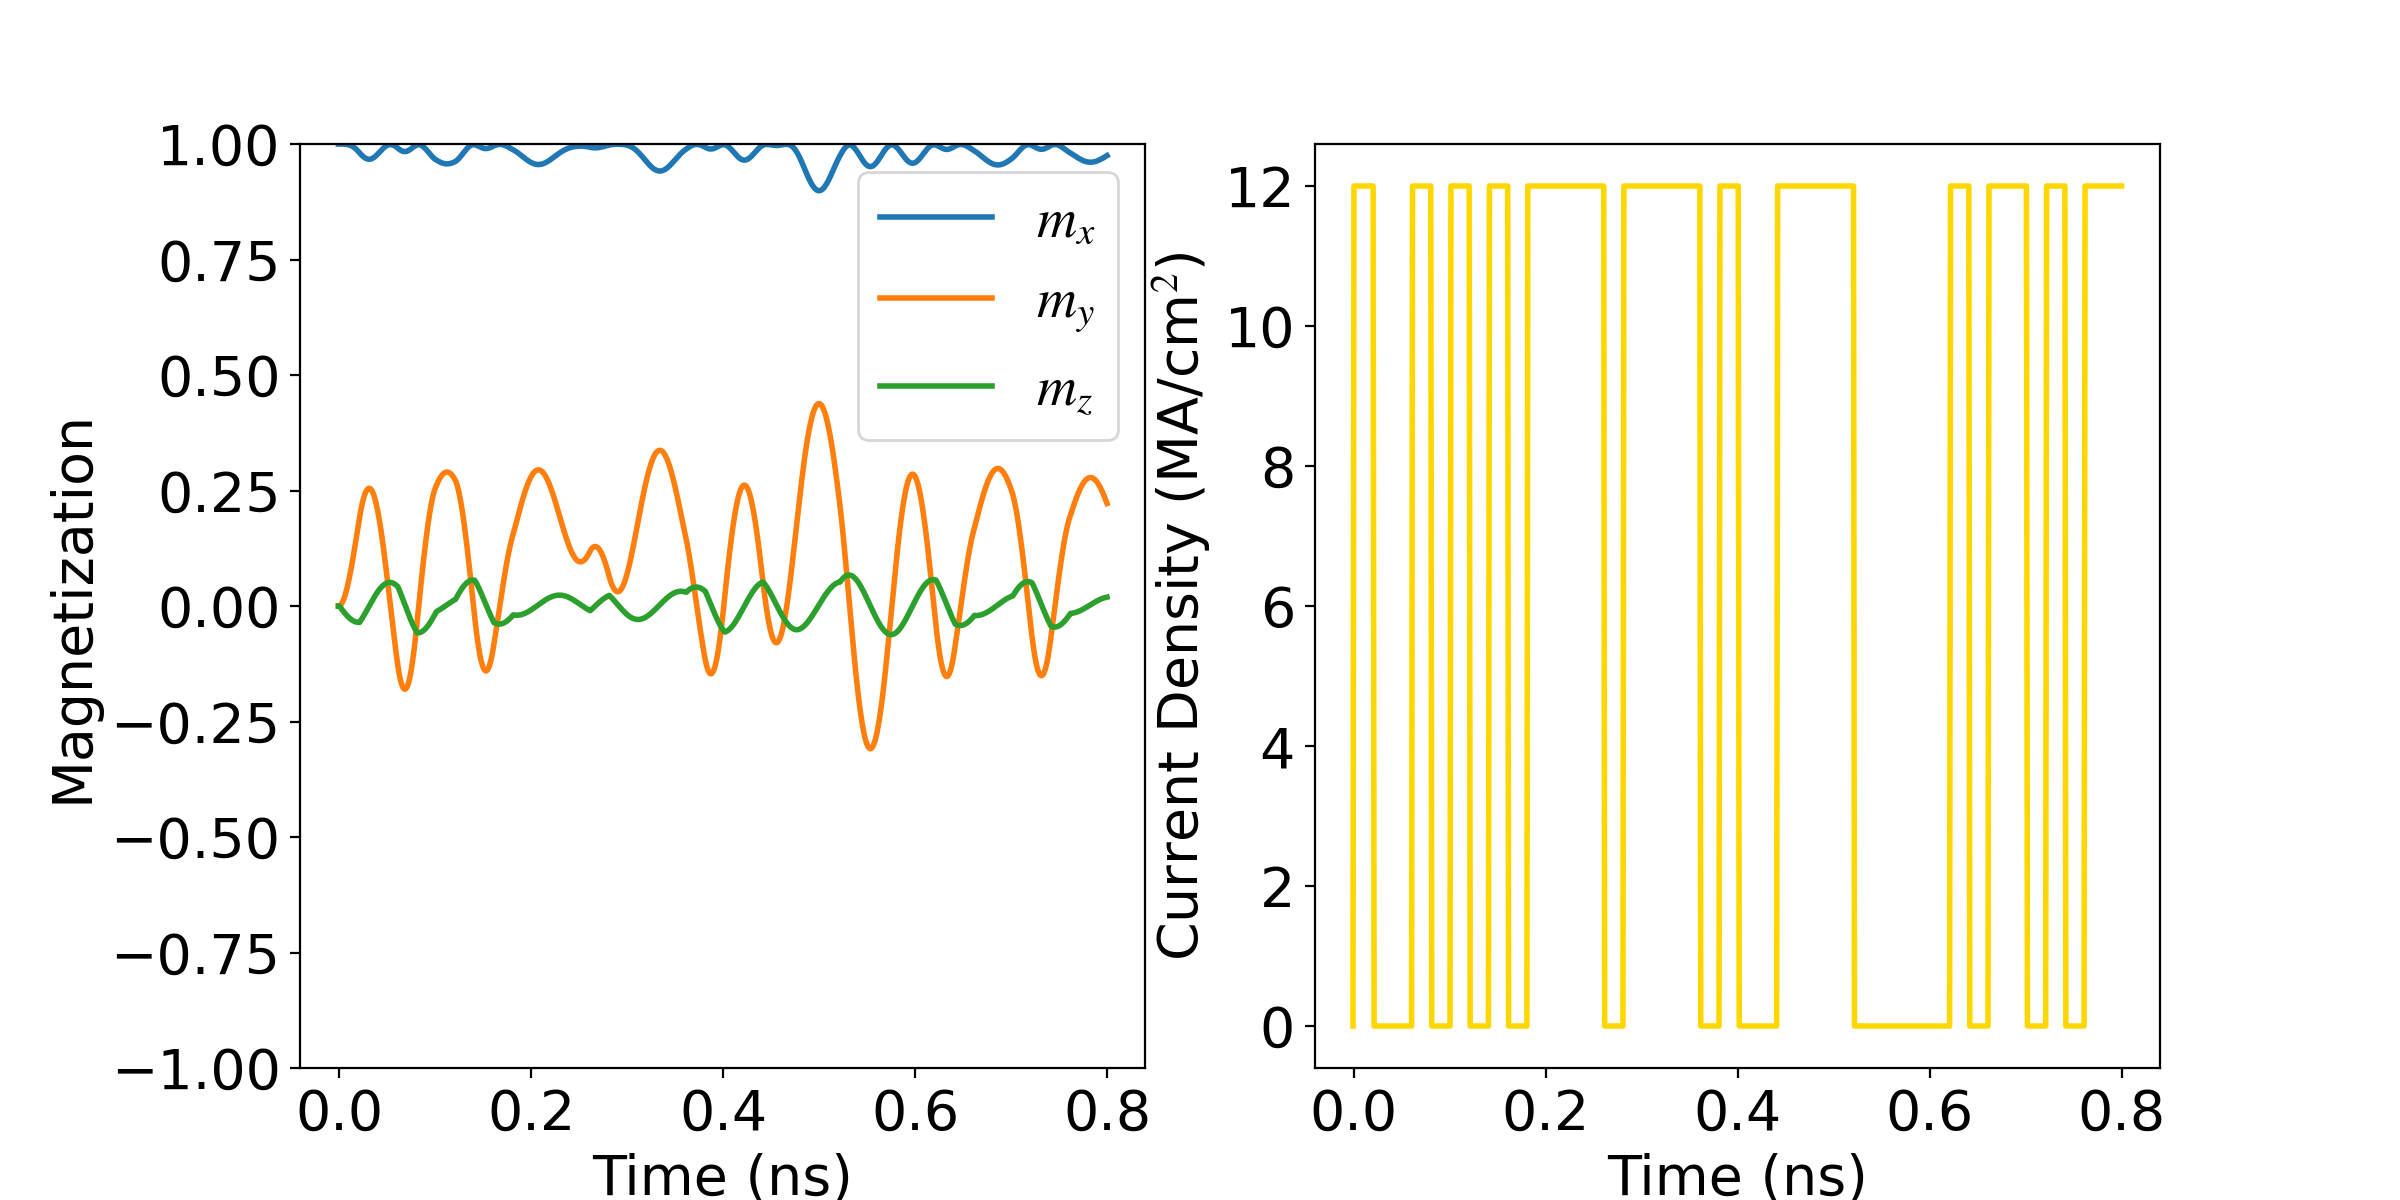 Magnetization
1.00
0.75
0.50
0.25
0.00
−0.25
−0.50
−0.75
−1.00
0.0 0.2 0.4 0.6 0.8
Time (ns)
m_x
m_y
m_z
Current Density (MA/cm²)
12
10
8
6
4
2
0
0.0 0.2 0.4 0.6 0.8
Time (ns)